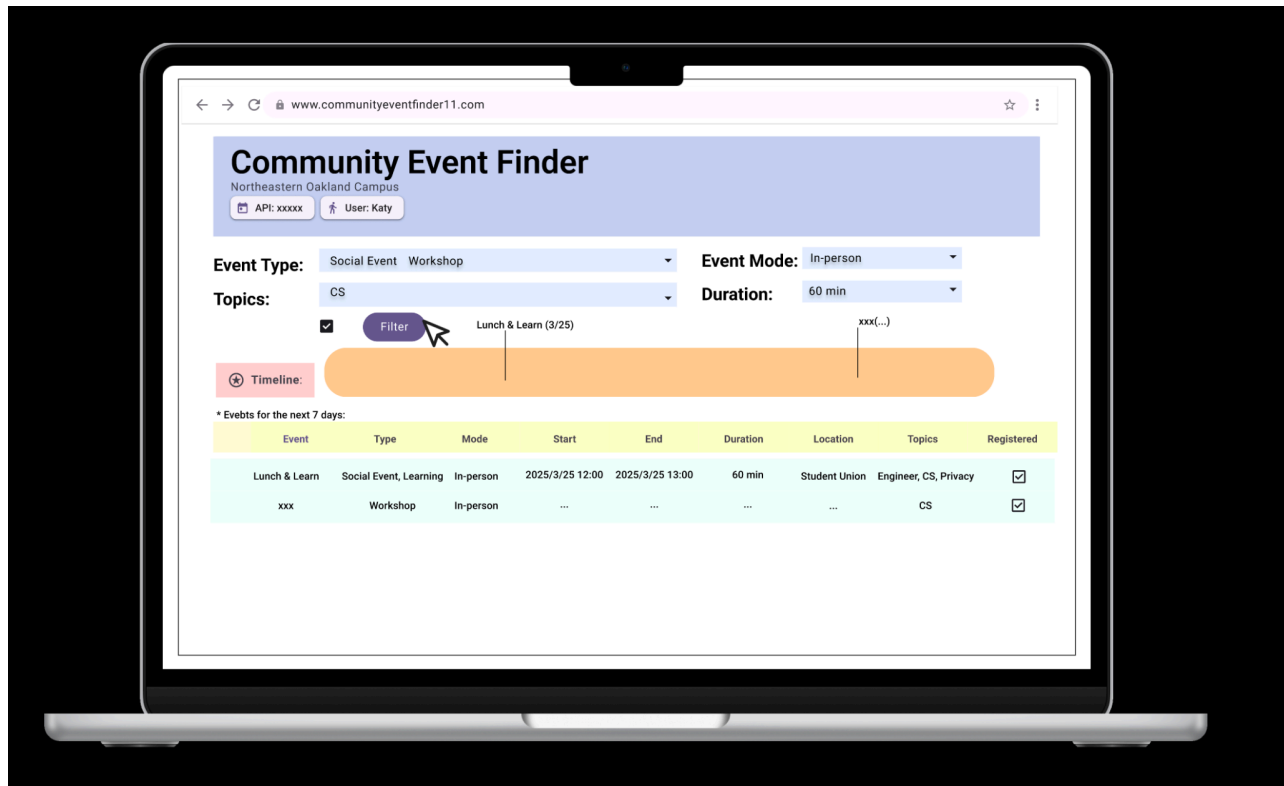 www.communityeventfinder11.com
Community Event Finder
Northeastern Oakland Campus
API: xxxxx User: Katy
Event Type: Social Event Workshop Event Mode: In-person
Topics: CS Duration: 60 min
Filter Lunch & Learn (3/25) xxx(...)
Timeline:
* Evebts for the next 7 days:
Event Type Mode Start End Duration Location Topics Registered
Lunch & Learn Social Event, Learning In-person 2025/3/25 12:00 2025/3/25 13:00 60 min Student Union Engineer, CS, Privacy
xxx Workshop In-person ... ... ... ... CS